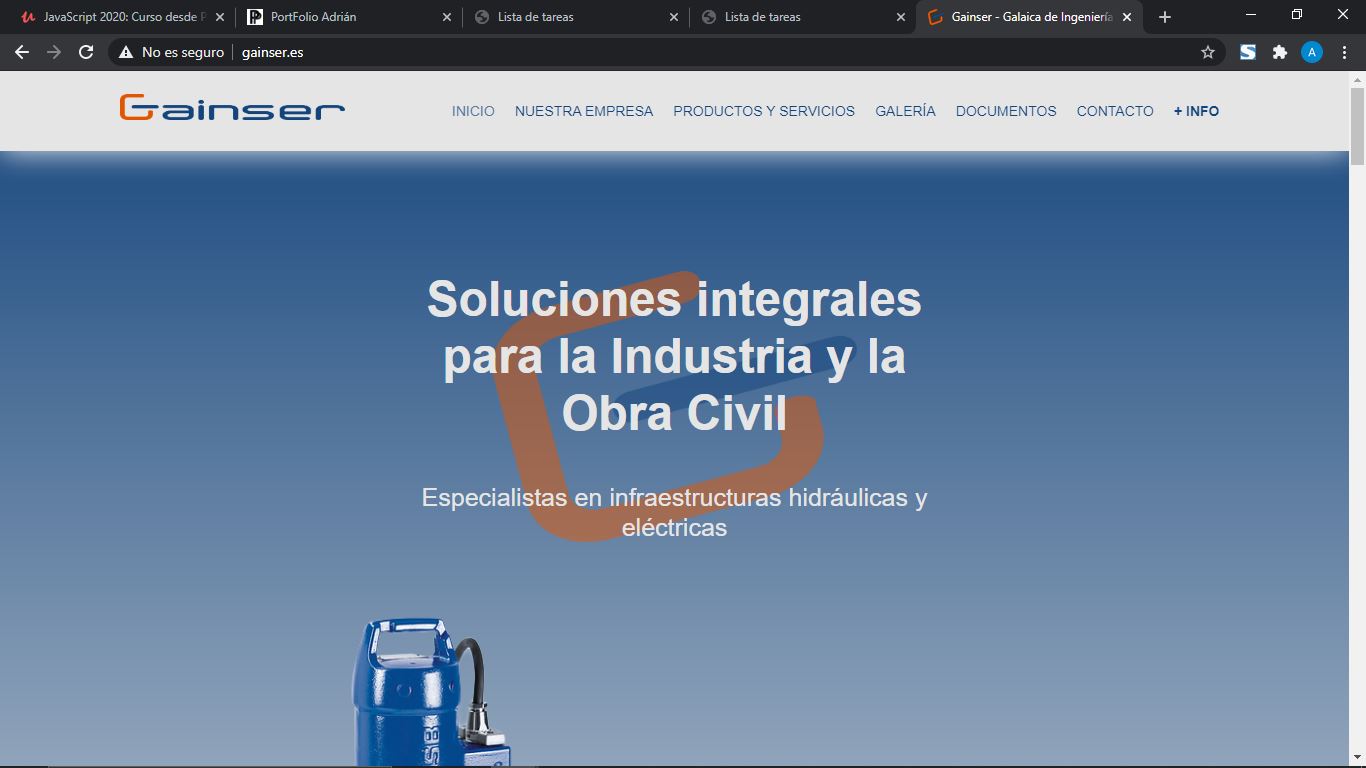 JavaScript 2020: Curso desde P
PortFolio Adrián
Lista de tareas
Lista de tareas
Gainser - Galaica de Ingeniería
No es seguro
gainser.es
A
Gainser
INICIO
NUESTRA EMPRESA
PRODUCTOS Y SERVICIOS
GALERÍA
DOCUMENTOS
CONTACTO
+ INFO
Soluciones integrales
para la Industria y la
Obra Civil
Especialistas en infraestructuras hidráulicas y
eléctricas